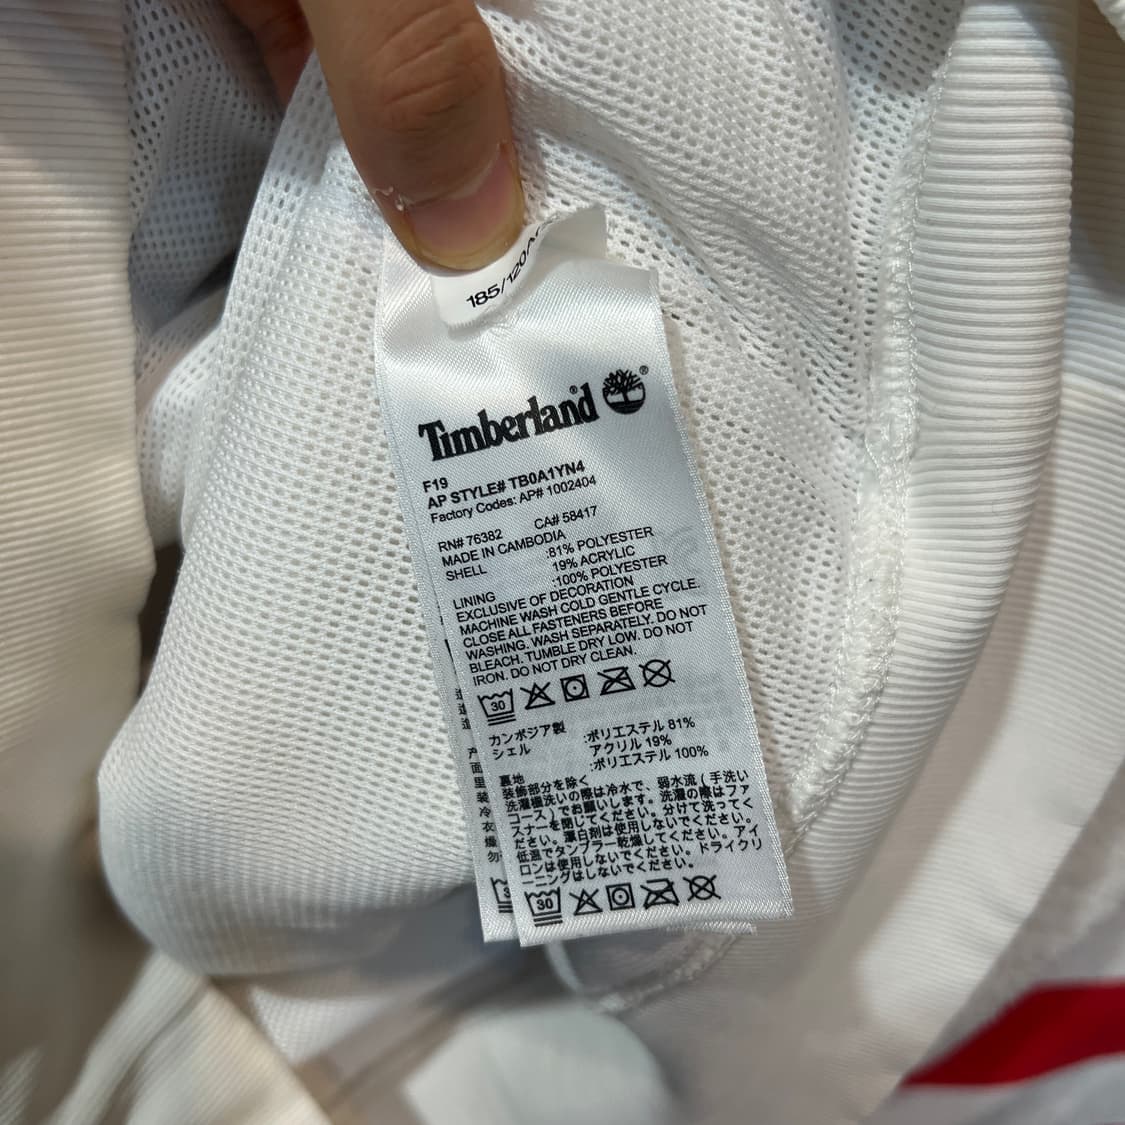 185/120A
Timberland®
®
F19
AP STYLE# TB0A1YN4
Factory Codes: AP# 1002404
RN# 76382 CA# 58417
MADE IN CAMBODIA
SHELL :81% POLYESTER
19% ACRYLIC
LINING :100% POLYESTER
EXCLUSIVE OF DECORATION
MACHINE WASH COLD GENTLE CYCLE.
CLOSE ALL FASTENERS BEFORE
WASHING. WASH SEPARATELY. DO NOT
BLEACH. TUMBLE DRY LOW. DO NOT
IRON. DO NOT DRY CLEAN.
30
カンボジア製
シェル :ポリエステル 81%
アクリル 19%
裏地 :ポリエステル 100%
装飾部分を除く
洗濯機洗いの際は冷水で、弱水流 ( 手洗い
コース ) でお願いします。洗濯の際はファ
スナーを閉じてください。分けて洗ってく
ださい。漂白剤は使用しないでください。
低温でタンブラー乾燥してください。アイ
ロンは使用しないでください。ドライクリ
ーニングはしないでください。
30
产
面
里
装
冷
衣
燥
勿
3